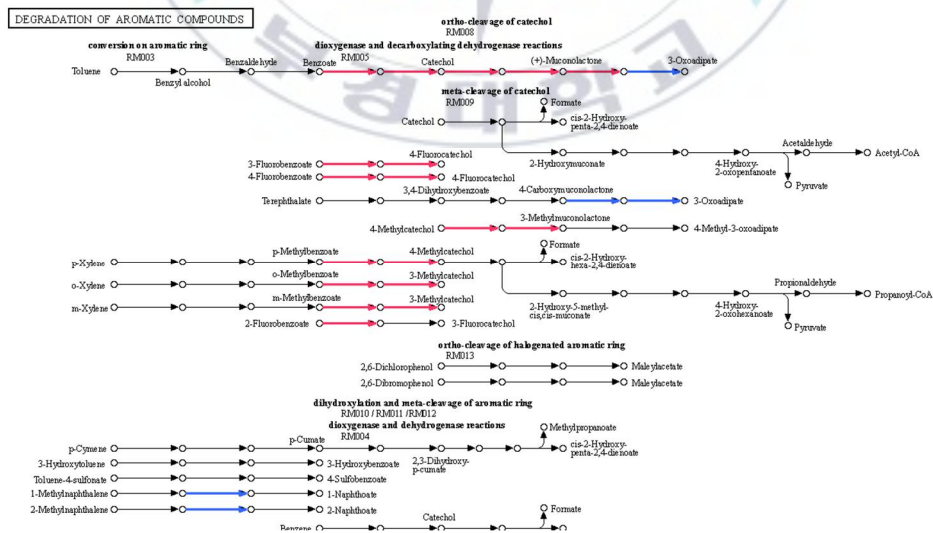 DEGRADATION OF AROMATIC COMPOUNDS
ortho-cleavage of catechol
RM008
conversion on aromatic ring
RM003
dioxygenase and decarboxylating dehydrogenase reactions
RM005
Toluene
Benzyl alcohol
Benzaldehyde
Benzoate
Catechol
(+)-Muconolactone
3-Oxoadipate
meta-cleavage of catechol
RM009
Catechol
Formate
cis-2-Hydroxy-
penta-2,4-dienoate
2-Hydroxymuconate
4-Hydroxy-
2-oxopentanoate
Acetaldehyde
Acetyl-CoA
Pyruvate
3-Fluorobenzoate
4-Fluorocatechol
4-Fluorobenzoate
4-Fluorocatechol
Terephthalate
3,4-Dihydroxybenzoate
4-Carboxymuconolactone
3-Oxoadipate
4-Methylcatechol
3-Methylmuconolactone
4-Methyl-3-oxoadipate
p-Xylene
p-Methylbenzoate
4-Methylcatechol
Formate
cis-2-Hydroxy-
hexa-2,4-dienoate
o-Xylene
o-Methylbenzoate
3-Methylcatechol
2-Hydroxy-5-methyl-
cis,cis-muconate
4-Hydroxy-
2-oxohexanoate
Propionaldehyde
Propanoyl-CoA
Pyruvate
m-Xylene
m-Methylbenzoate
3-Methylcatechol
2-Fluorobenzoate
3-Fluorocatechol
ortho-cleavage of halogenated aromatic ring
RM013
2,6-Dichlorophenol
Maleylacetate
2,6-Dibromophenol
Maleylacetate
dihydroxylation and meta-cleavage of aromatic ring
RM010 / RM011 /RM012
dioxygenase and dehydrogenase reactions
RM004
p-Cymene
p-Cumate
2,3-Dihydroxy-
p-cumate
Methylpropanoate
cis-2-Hydroxy-
penta-2,4-dienoate
3-Hydroxytoluene
3-Hydroxybenzoate
Toluene-4-sulfonate
4-Sulfobenzoate
1-Methylnaphthalene
1-Naphthoate
2-Methylnaphthalene
2-Naphthoate
Benzene
Catechol
Formate